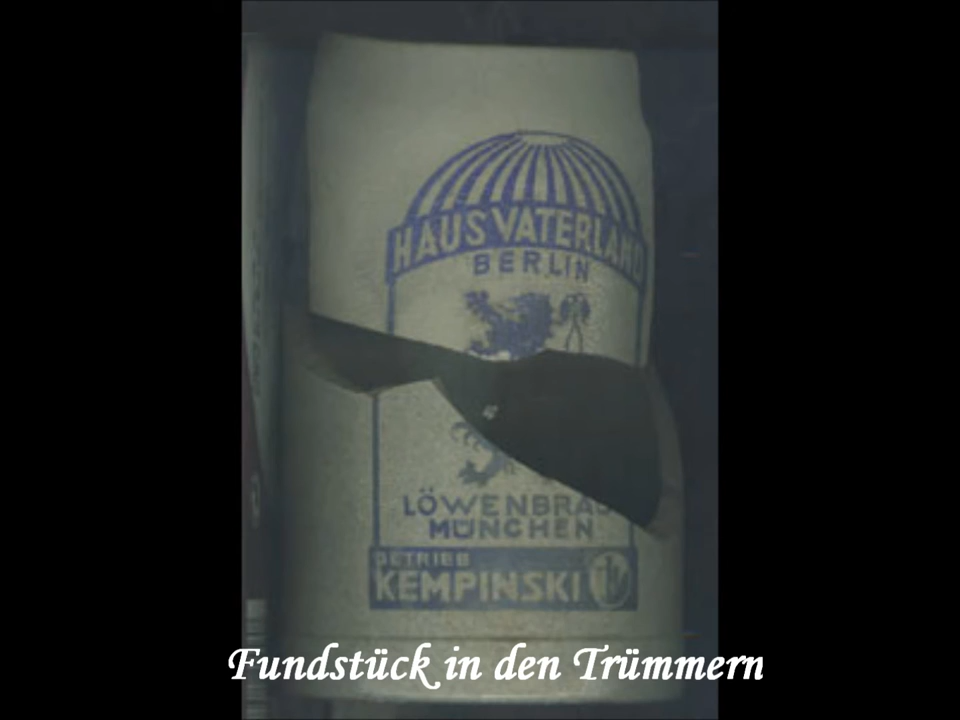 HAUS VATERLAND
BERLIN
LÖWENBRÄU
MÜNCHEN
BETRIEB
KEMPINSKI
Fundstück in den Trümmern